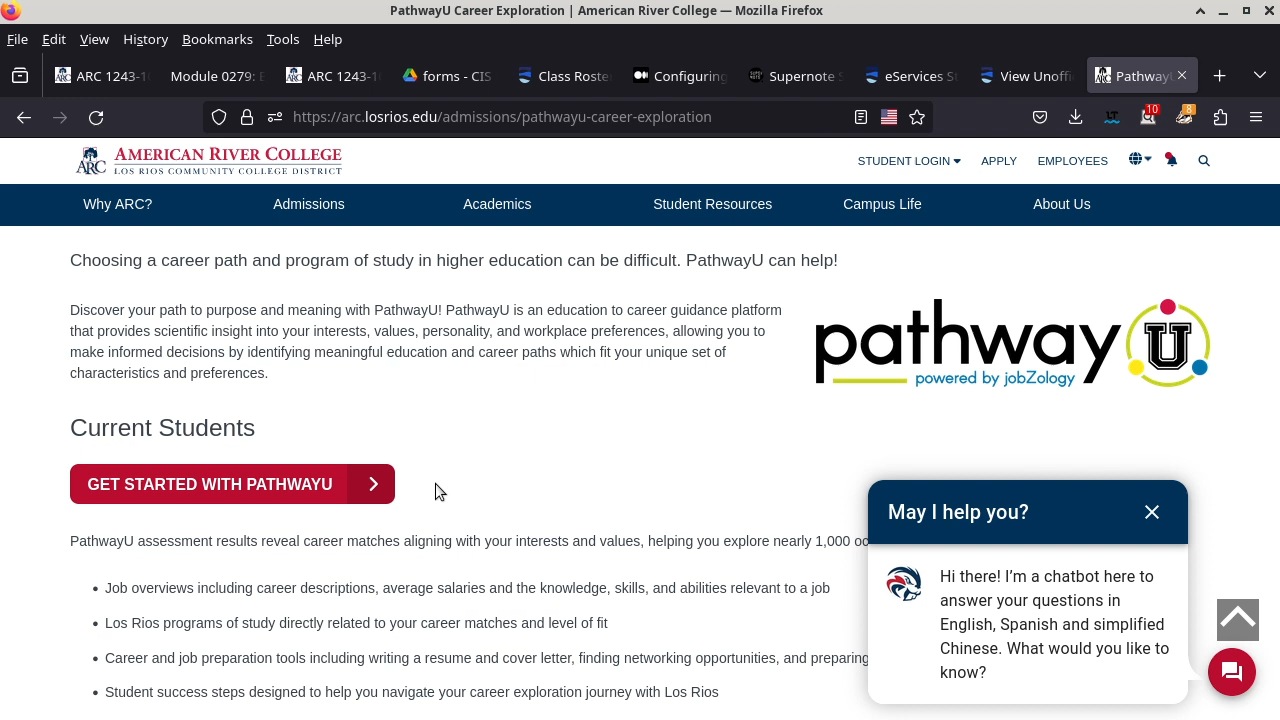 PathwayU Career Exploration | American River College — Mozilla Firefox
File Edit View History Bookmarks Tools Help
ARC 1243-1 Module 0279: E ARC 1243-1 forms - CIS Class Roste Configuring Supernote S eServices St View Unoffi Pathway
https://arc.losrios.edu/admissions/pathwayu-career-exploration
10
8
ARC AMERICAN RIVER COLLEGE
LOS RIOS COMMUNITY COLLEGE DISTRICT
STUDENT LOGIN APPLY EMPLOYEES
Why ARC? Admissions Academics Student Resources Campus Life About Us
Choosing a career path and program of study in higher education can be difficult. PathwayU can help!
Discover your path to purpose and meaning with PathwayU! PathwayU is an education to career guidance platform
that provides scientific insight into your interests, values, personality, and workplace preferences, allowing you to
make informed decisions by identifying meaningful education and career paths which fit your unique set of
characteristics and preferences.
pathway U
powered by jobZology
Current Students
GET STARTED WITH PATHWAYU
PathwayU assessment results reveal career matches aligning with your interests and values, helping you explore nearly 1,000 oc
• Job overviews including career descriptions, average salaries and the knowledge, skills, and abilities relevant to a job
• Los Rios programs of study directly related to your career matches and level of fit
• Career and job preparation tools including writing a resume and cover letter, finding networking opportunities, and preparing
• Student success steps designed to help you navigate your career exploration journey with Los Rios
May I help you?
Hi there! I’m a chatbot here to
answer your questions in
English, Spanish and simplified
Chinese. What would you like to
know?